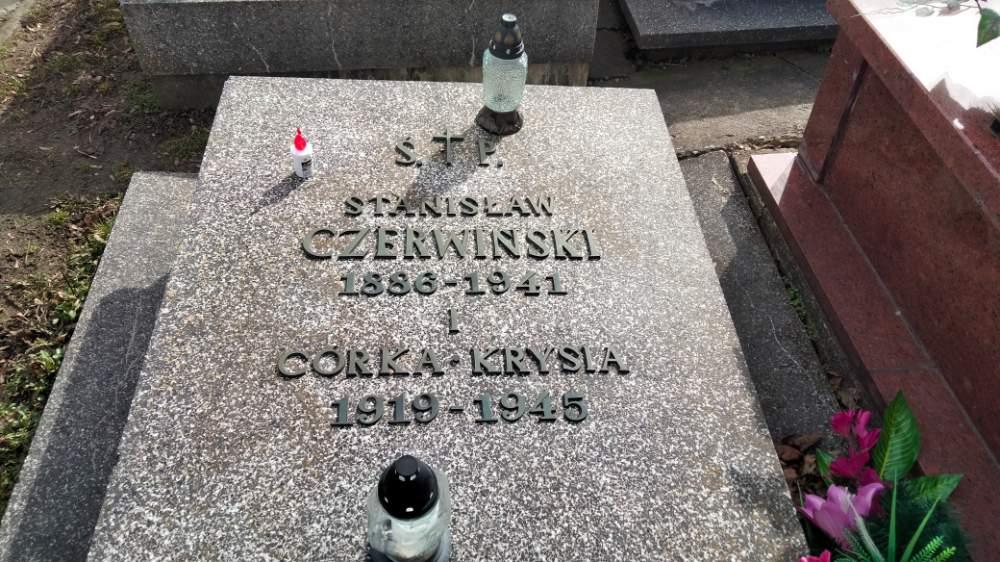 Ś. P.
STANISŁAW
CZERWIŃSKI
1886-1941
I
CÓRKA-KRYSIA
1919-1945